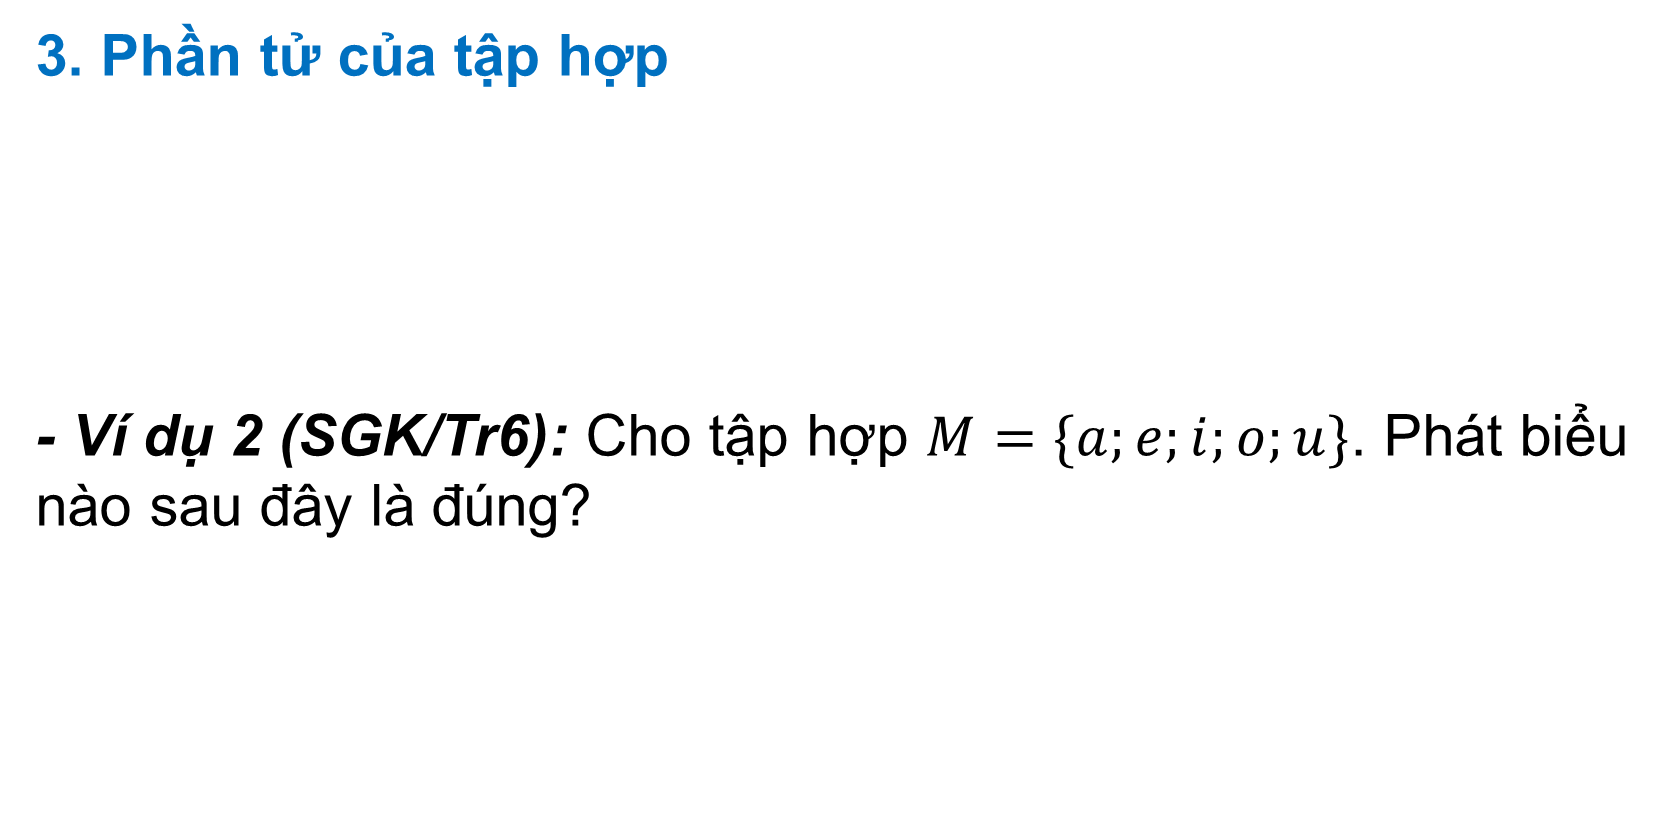 3. Phần tử của tập hợp
- Ví dụ 2 (SGK/Tr6): Cho tập hợp M = {a; e; i; o; u}. Phát biểu
nào sau đây là đúng?